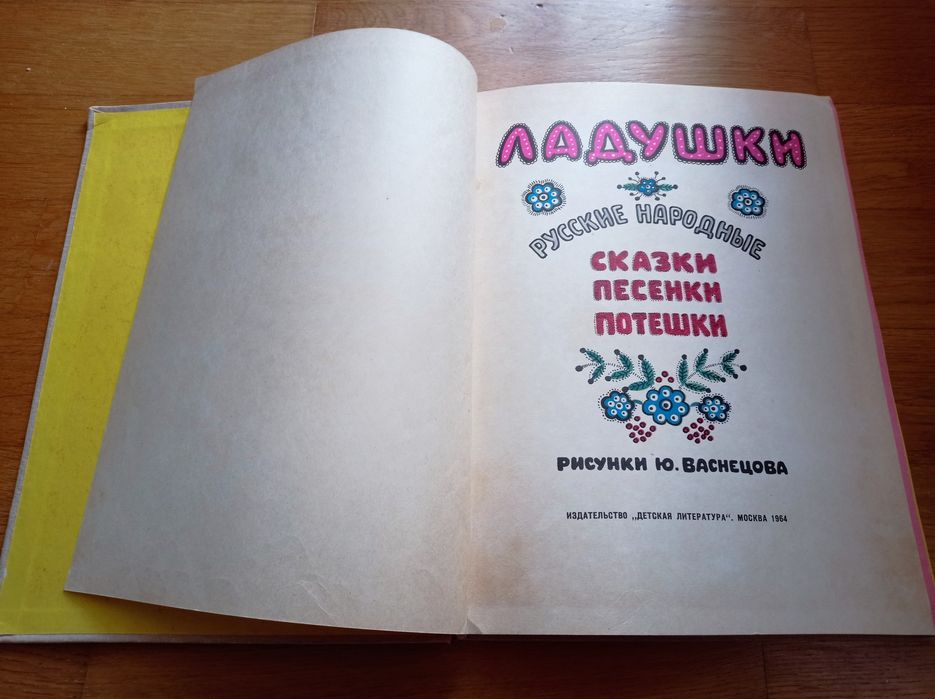 ЛАДУШКИ
РУССКИЕ НАРОДНЫЕ
СКАЗКИ
ПЕСЕНКИ
ПОТЕШКИ
РИСУНКИ Ю. ВАСНЕЦОВА
ИЗДАТЕЛЬСТВО „ДЕТСКАЯ ЛИТЕРАТУРА“. МОСКВА 1964